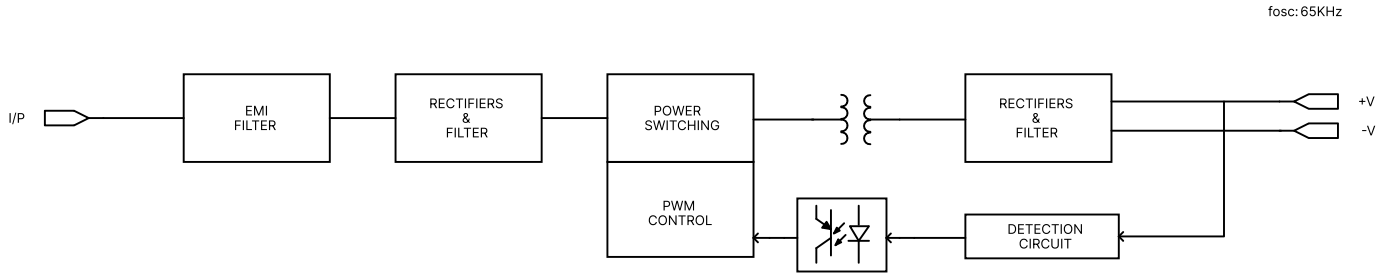 fosc: 65KHz
I/P
EMI
FILTER
RECTIFIERS
&
FILTER
POWER
SWITCHING
RECTIFIERS
&
FILTER
+V
-V
PWM
CONTROL
DETECTION
CIRCUIT